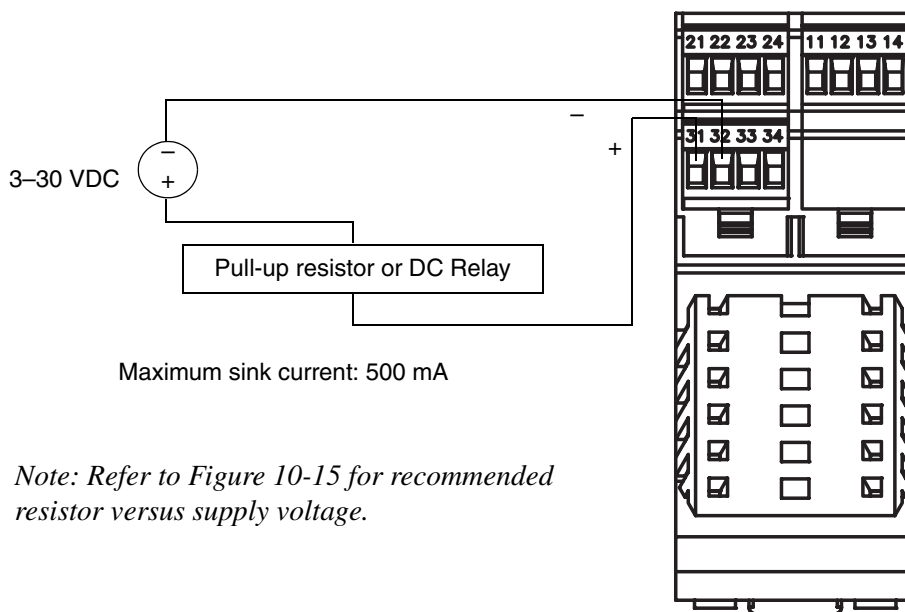 21 22 23 24 11 12 13 14
–
31 32 33 34
+
–
3–30 VDC
+
Pull-up resistor or DC Relay
Maximum sink current: 500 mA
Note: Refer to Figure 10-15 for recommended
resistor versus supply voltage.